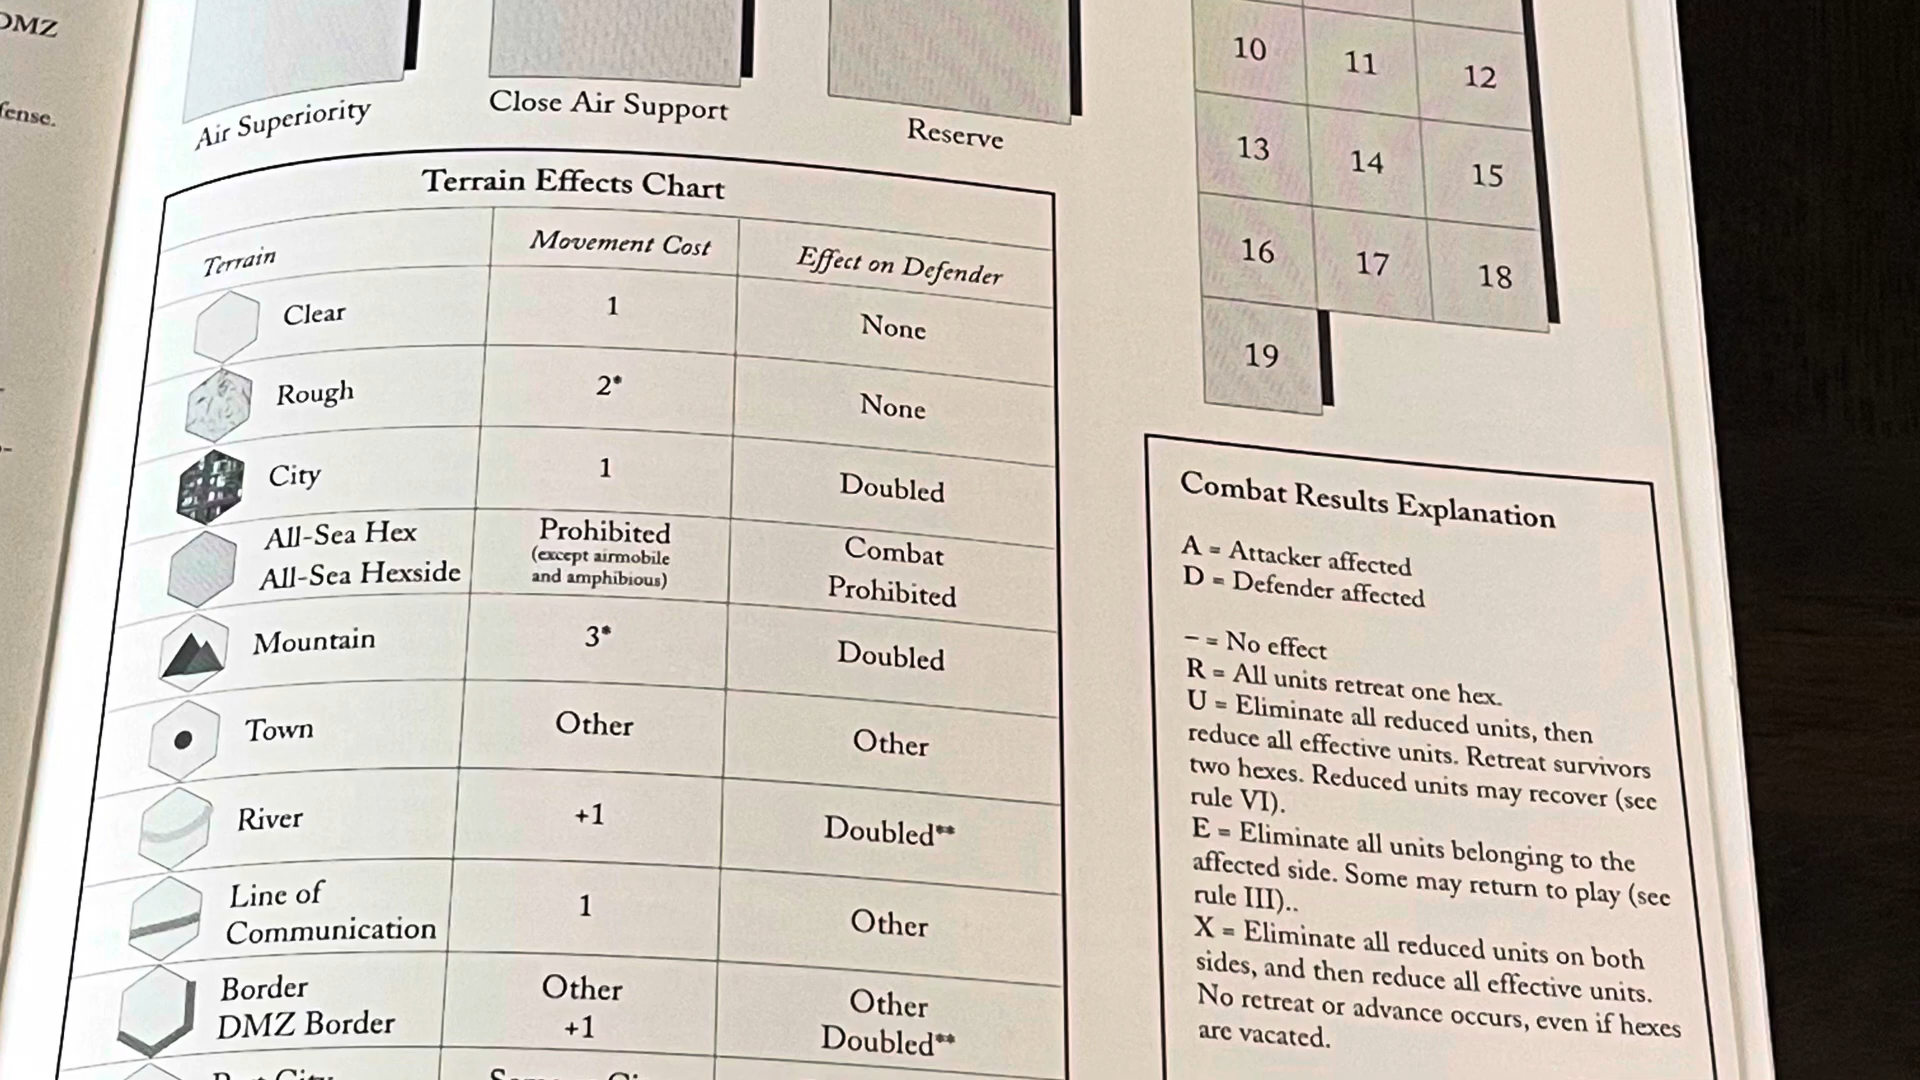 DMZ
fense.
Air Superiority
Close Air Support
Reserve
10 11 12
13 14 15
16 17 18
19
Terrain Effects Chart
Terrain Movement Cost Effect on Defender
Clear 1 None
Rough 2* None
City 1 Doubled
All-Sea Hex Prohibited Combat
(except airmobile
All-Sea Hexside and amphibious) Prohibited
Mountain 3* Doubled
Town Other Other
River +1 Doubled**
Line of
Communication 1 Other
Border Other Other
DMZ Border +1 Doubled**
Combat Results Explanation
A = Attacker affected
D = Defender affected
– = No effect
R = All units retreat one hex.
U = Eliminate all reduced units, then
reduce all effective units. Retreat survivors
two hexes. Reduced units may recover (see
rule VI).
E = Eliminate all units belonging to the
affected side. Some may return to play (see
rule III)..
X = Eliminate all reduced units on both
sides, and then reduce all effective units.
No retreat or advance occurs, even if hexes
are vacated.